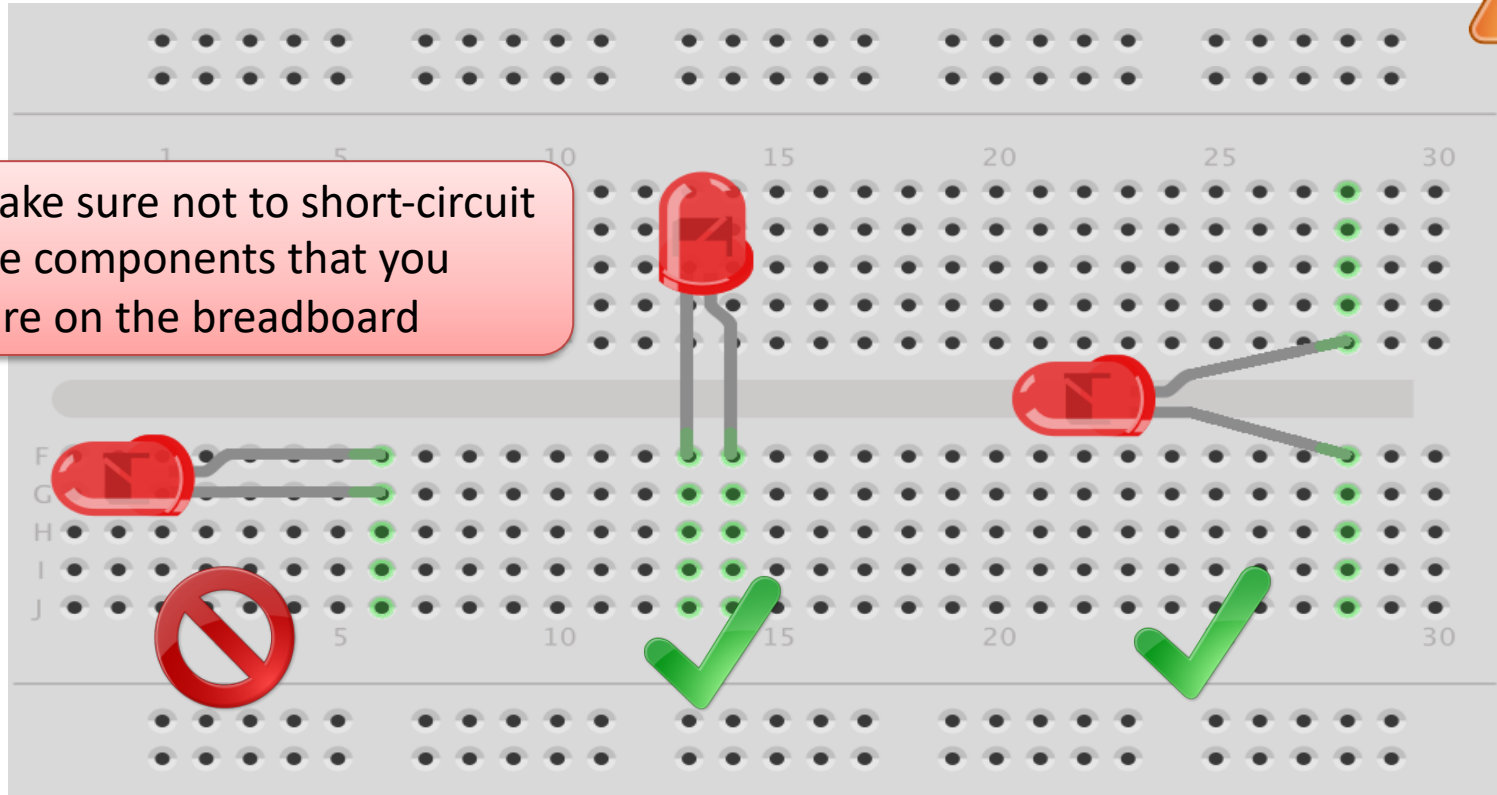 1 5 10 15 20 25 30
ake sure not to short-circuit
e components that you
re on the breadboard
F
G
H
I
J
5 10 15 20 30